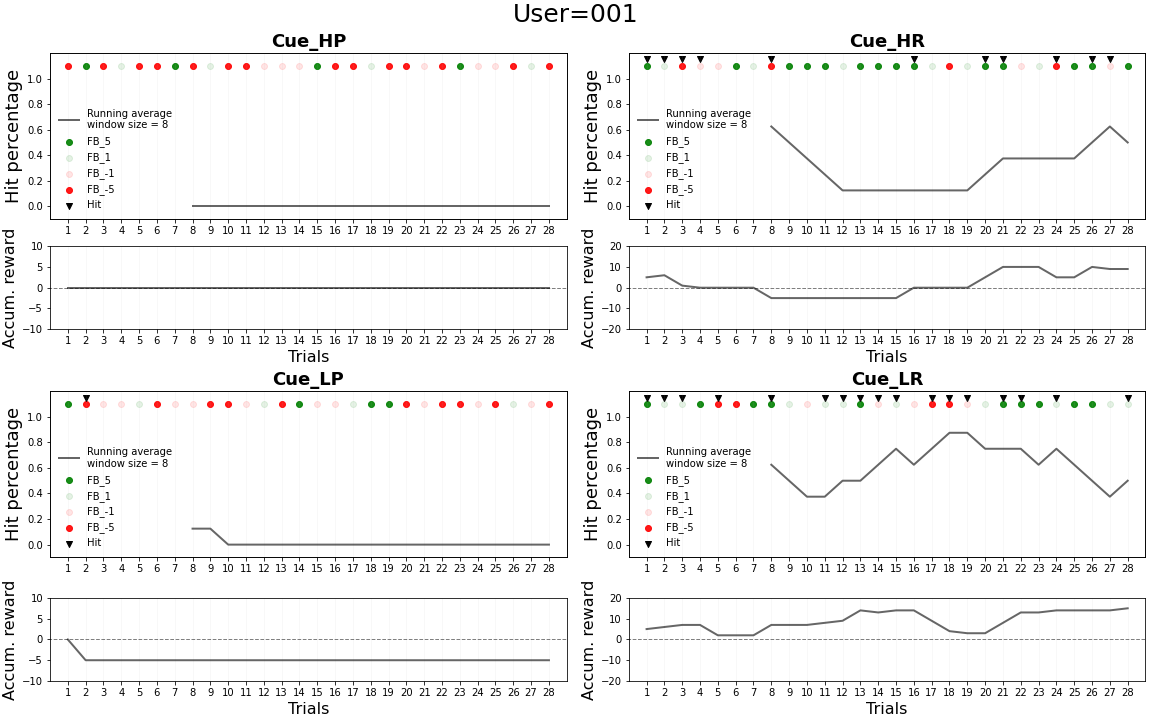 User=001
Cue_HP
Hit percentage
1.0
0.8
0.6
0.4
0.2
0.0
Running average
window size = 8
FB_5
FB_1
FB_-1
FB_-5
Hit
1 2 3 4 5 6 7 8 9 10 11 12 13 14 15 16 17 18 19 20 21 22 23 24 25 26 27 28
Accum. reward
10
5
0
−5
−10
1 2 3 4 5 6 7 8 9 10 11 12 13 14 15 16 17 18 19 20 21 22 23 24 25 26 27 28
Trials
Cue_HR
Hit percentage
1.0
0.8
0.6
0.4
0.2
0.0
Running average
window size = 8
FB_5
FB_1
FB_-1
FB_-5
Hit
1 2 3 4 5 6 7 8 9 10 11 12 13 14 15 16 17 18 19 20 21 22 23 24 25 26 27 28
Accum. reward
20
10
0
−10
−20
1 2 3 4 5 6 7 8 9 10 11 12 13 14 15 16 17 18 19 20 21 22 23 24 25 26 27 28
Trials
Cue_LP
Hit percentage
1.0
0.8
0.6
0.4
0.2
0.0
Running average
window size = 8
FB_5
FB_1
FB_-1
FB_-5
Hit
1 2 3 4 5 6 7 8 9 10 11 12 13 14 15 16 17 18 19 20 21 22 23 24 25 26 27 28
Accum. reward
10
5
0
−5
−10
1 2 3 4 5 6 7 8 9 10 11 12 13 14 15 16 17 18 19 20 21 22 23 24 25 26 27 28
Trials
Cue_LR
Hit percentage
1.0
0.8
0.6
0.4
0.2
0.0
Running average
window size = 8
FB_5
FB_1
FB_-1
FB_-5
Hit
1 2 3 4 5 6 7 8 9 10 11 12 13 14 15 16 17 18 19 20 21 22 23 24 25 26 27 28
Accum. reward
20
10
0
−10
−20
1 2 3 4 5 6 7 8 9 10 11 12 13 14 15 16 17 18 19 20 21 22 23 24 25 26 27 28
Trials